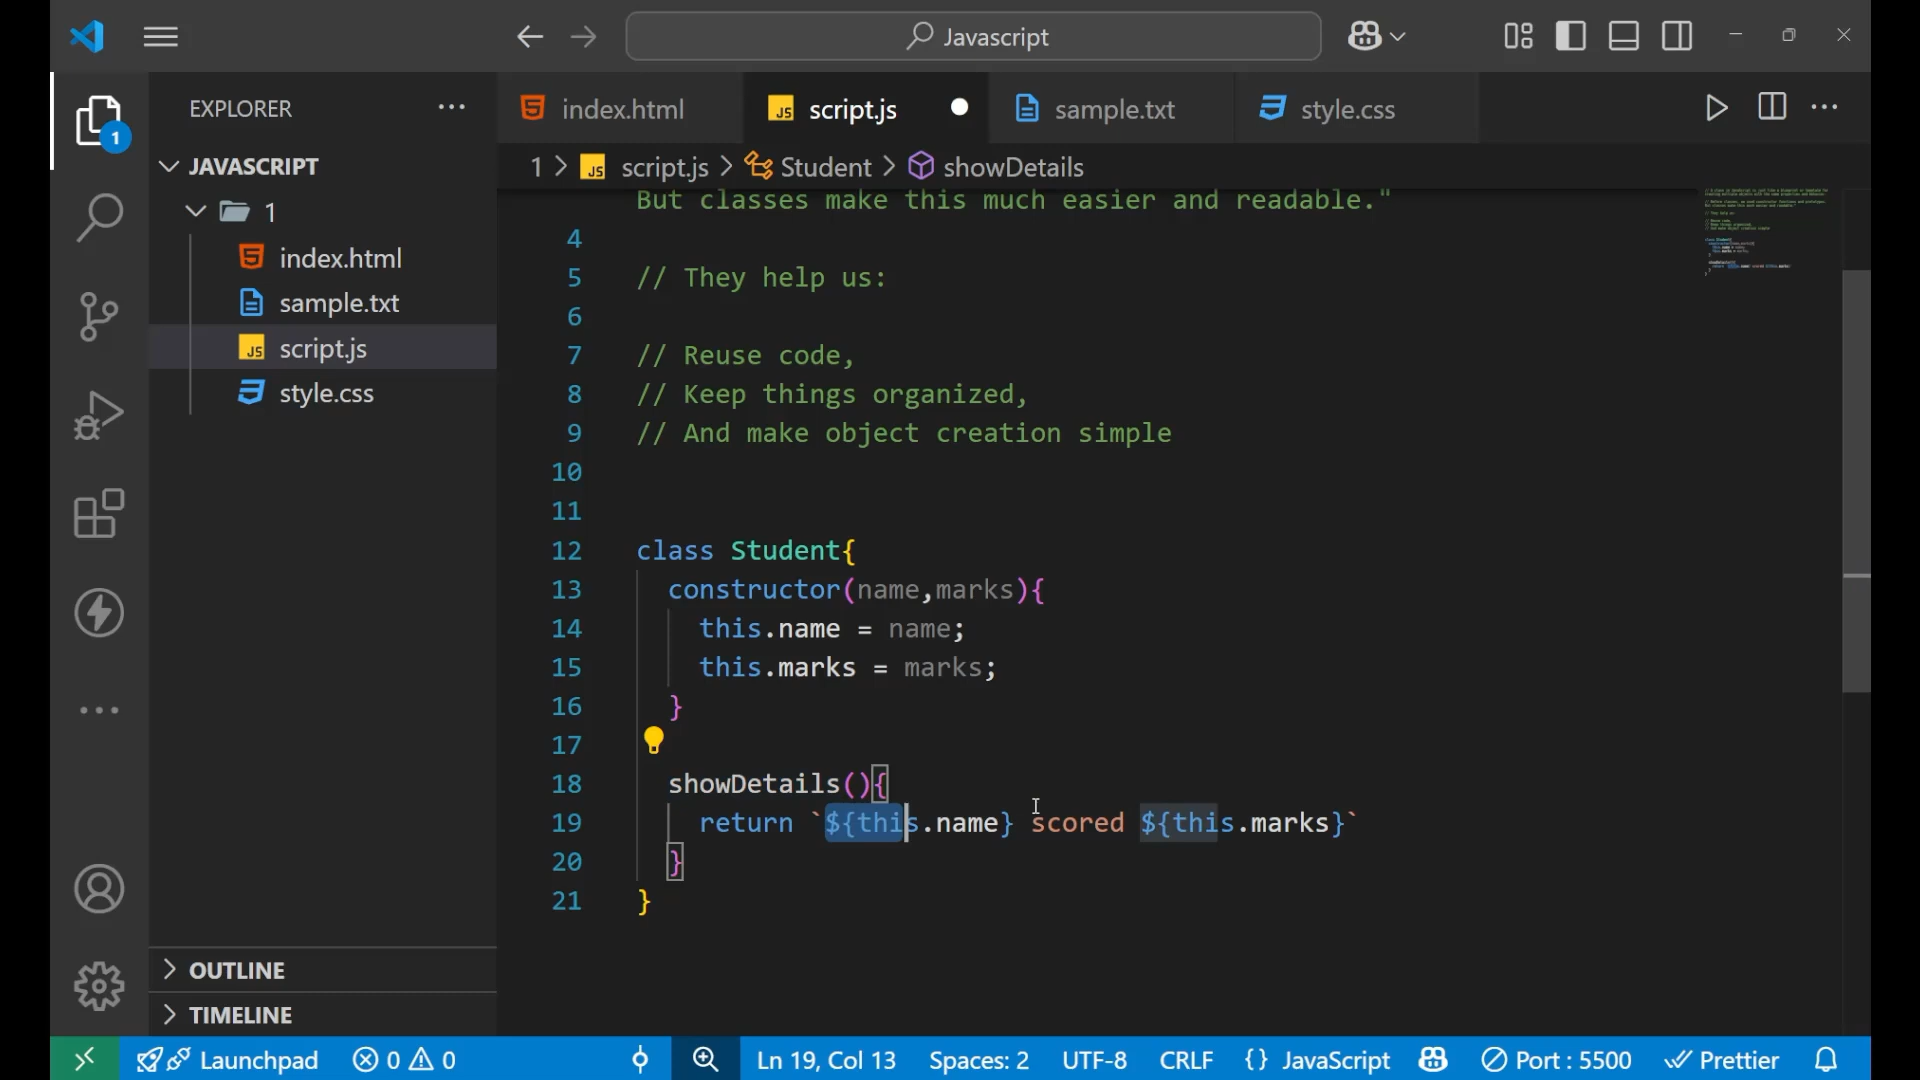 Javascript
EXPLORER
index.html
script.js
sample.txt
style.css
1 > script.js > Student > showDetails
JAVASCRIPT
1
index.html
sample.txt
script.js
style.css
1
OUTLINE
TIMELINE
But classes make this much easier and readable."
4
5 // They help us:
6
7 // Reuse code,
8 // Keep things organized,
9 // And make object creation simple
10
11
12 class Student{
13 constructor(name,marks){
14 this.name = name;
15 this.marks = marks;
16 }
17
18 showDetails(){
19 return `${this.name} scored ${this.marks}`
20 }
21 }
Launchpad 0 0 Ln 19, Col 13 Spaces: 2 UTF-8 CRLF {} JavaScript Port : 5500 Prettier